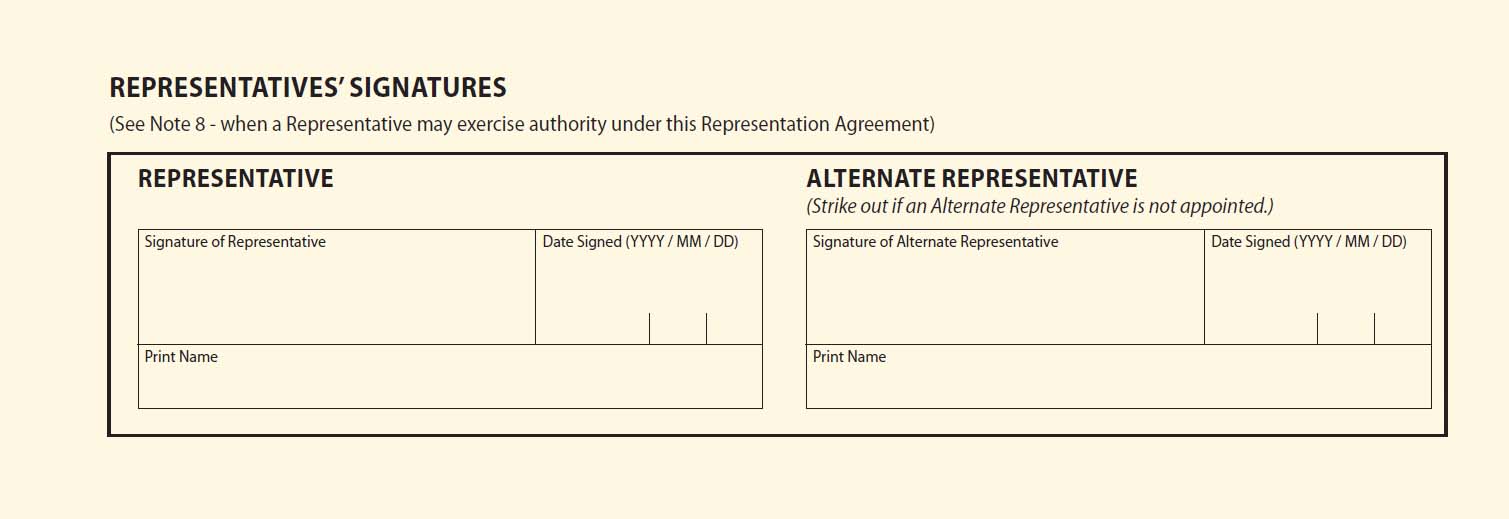 REPRESENTATIVES’ SIGNATURES
(See Note 8 - when a Representative may exercise authority under this Representation Agreement)
REPRESENTATIVE
Signature of Representative
Date Signed (YYYY / MM / DD)
Print Name
ALTERNATE REPRESENTATIVE
(Strike out if an Alternate Representative is not appointed.)
Signature of Alternate Representative
Date Signed (YYYY / MM / DD)
Print Name